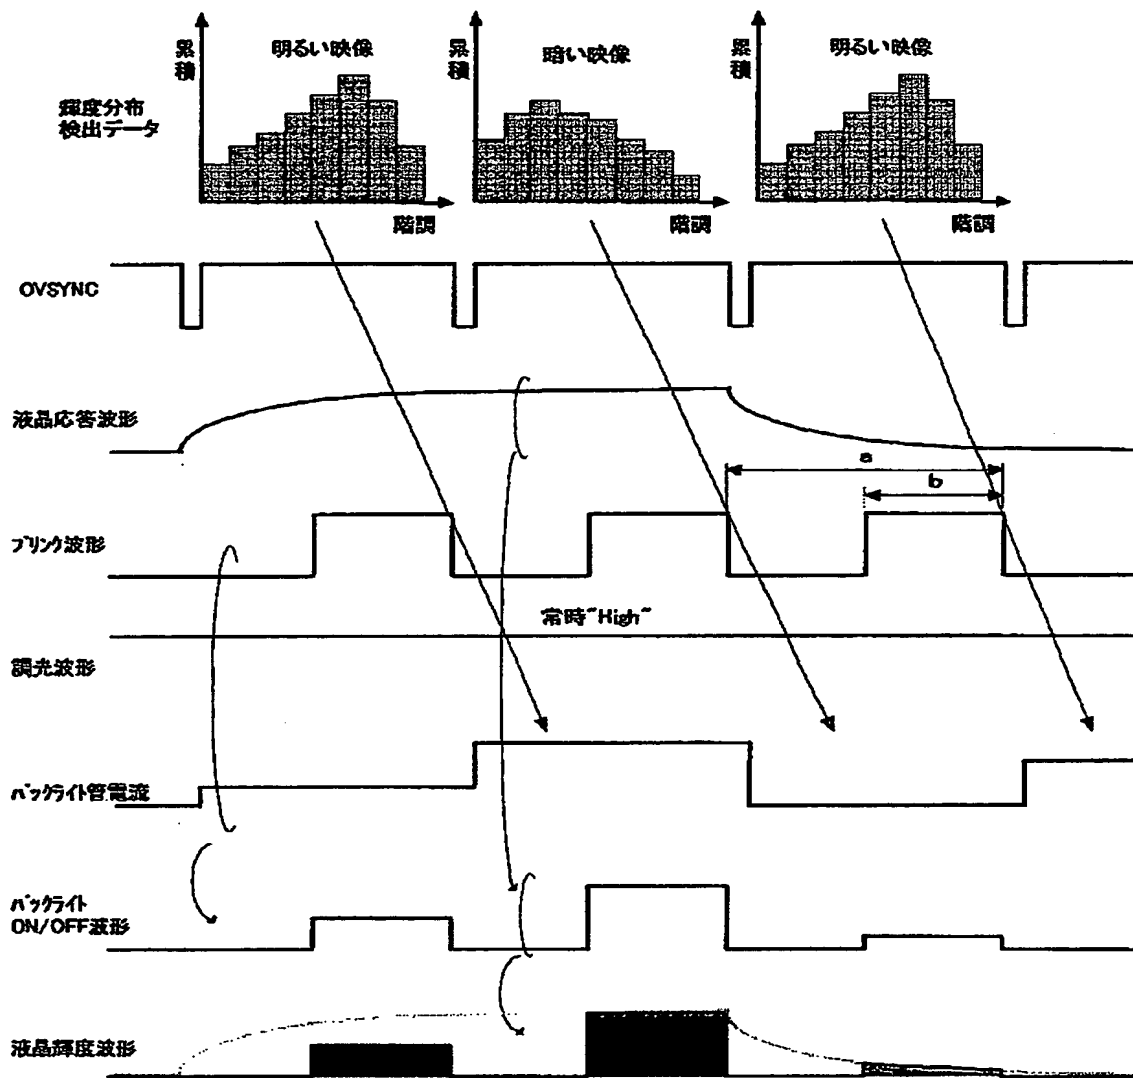 累積
明るい映像
累積
暗い映像
累積
明るい映像
輝度分布
検出データ
階調
階調
階調
OVSYNC
液晶応答波形
a
b
ブリンク波形
常時"High"
調光波形
バックライト管電流
バックライト
ON/OFF波形
液晶輝度波形